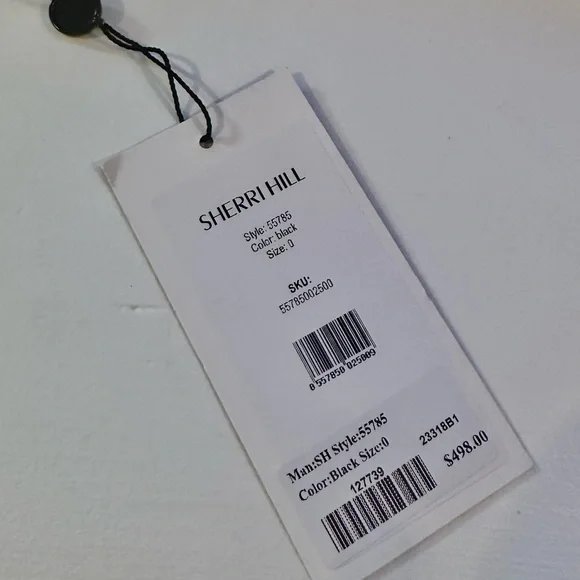 SHERRI HILL
Style: 55785
Color: black
Size: 0
SKU:
55785002500
8 557850 025009
Man:SH Style:55785
Color:Black Size:0 23318B1
127739 $498.00